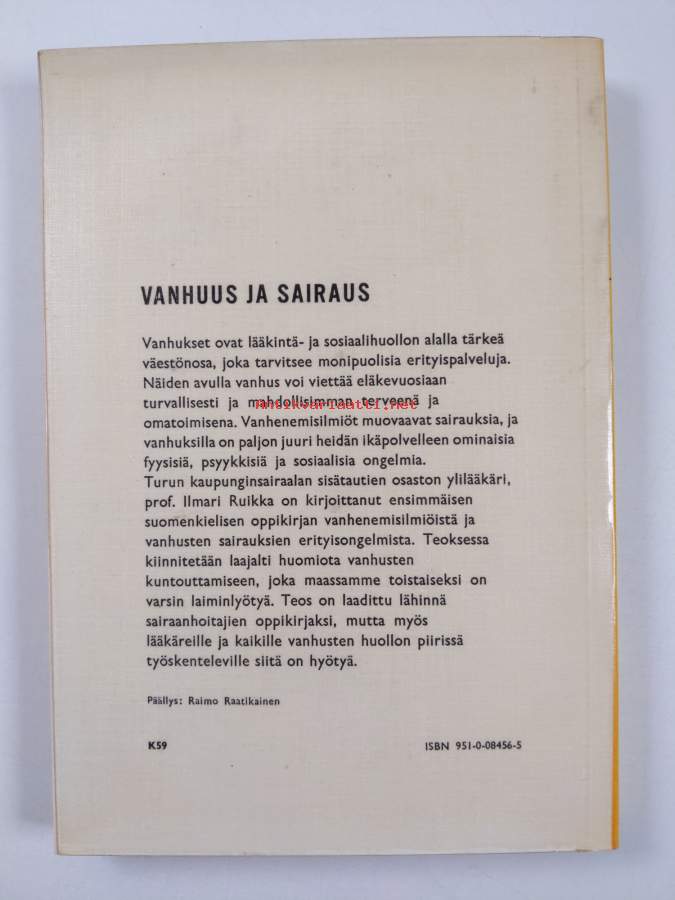 VANHUUS JA SAIRAUS
Vanhukset ovat lääkintä- ja sosiaalihuollon alalla tärkeä
väestönosa, joka tarvitsee monipuolisia erityispalveluja.
Näiden avulla vanhus voi viettää eläkevuosiaan
turvallisesti ja mahdollisimman terveenä ja
antikvariaatti.net
omatoimisena. Vanhenemisilmiöt muovaavat sairauksia, ja
vanhuksilla on paljon juuri heidän ikäpolvelleen ominaisia
fyysisiä, psyykkisiä ja sosiaalisia ongelmia.
Turun kaupunginsairaalan sisätautien osaston ylilääkäri,
prof. Ilmari Ruikka on kirjoittanut ensimmäisen
suomenkielisen oppikirjan vanhenemisilmiöistä ja
vanhusten sairauksien erityisongelmista. Teoksessa
kiinnitetään laajalti huomiota vanhusten
kuntouttamiseen, joka maassamme toistaiseksi on
varsin laiminlyötyä. Teos on laadittu lähinnä
sairaanhoitajien oppikirjaksi, mutta myös
lääkäreille ja kaikille vanhusten huollon piirissä
työskenteleville siitä on hyötyä.
Päällys: Raimo Raatikainen
K59
ISBN 951-0-08456-5